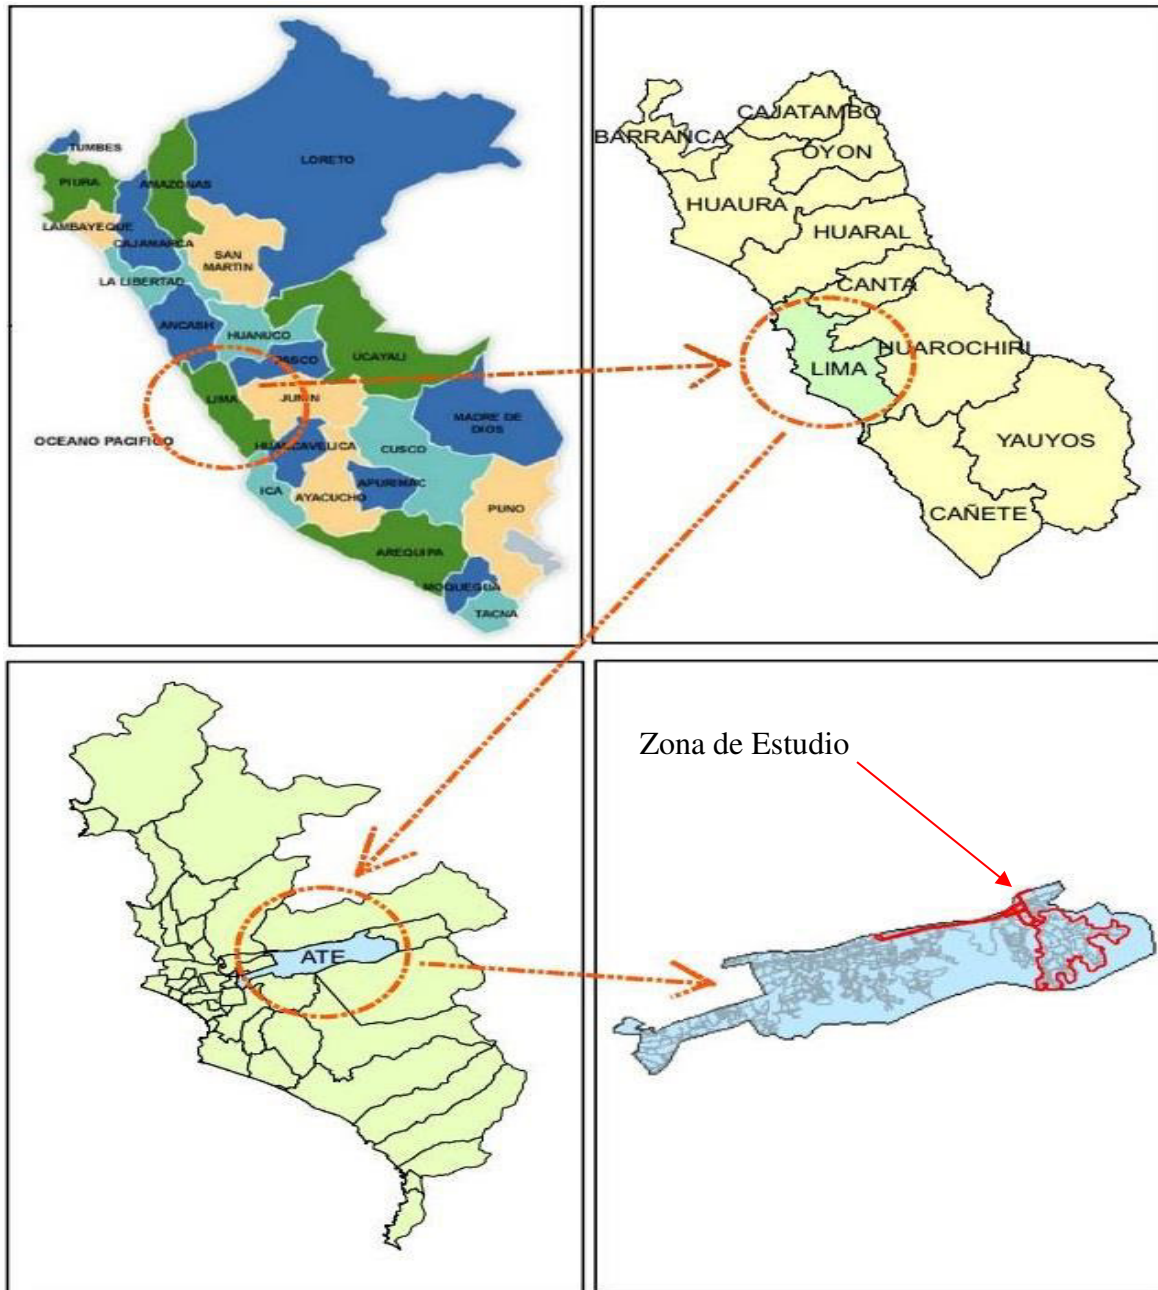 TUMBES
LORETO
PIURA
AMAZONAS
LAMBAYEQUE
CAJAMARCA
SAN
MARTIN
LA LIBERTAD
ANCASH
HUANUCO
PASCO
UCAYALI
LIMA
JUNIN
MADRE DE
DIOS
OCEANO PACIFICO
HUANCAVELICA
CUSCO
ICA
AYACUCHO
APURIMAC
PUNO
AREQUIPA
MOQUEGUA
TACNA
CAJATAMBO
BARRANCA
OYON
HUAURA
HUARAL
CANTA
HUAROCHIRI
LIMA
YAUYOS
CAÑETE
ATE
Zona de Estudio